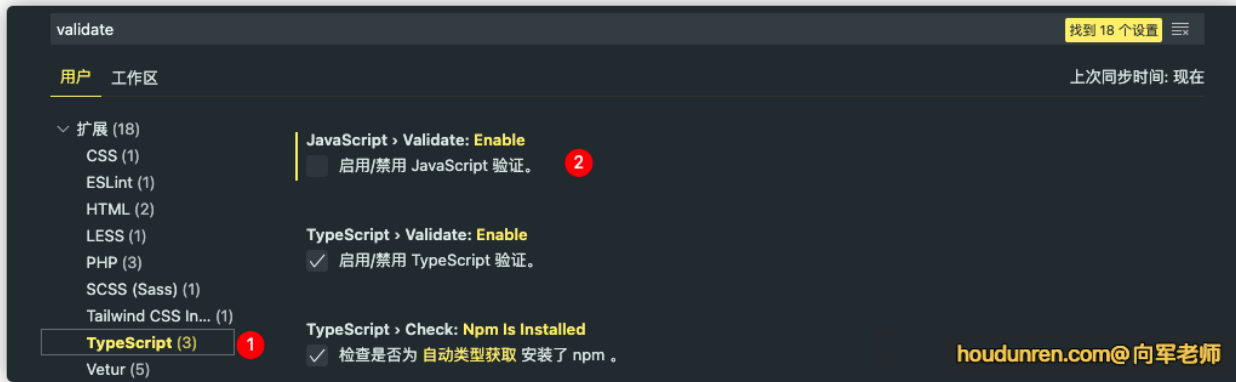 validate
找到 18 个设置
用户 工作区
上次同步时间: 现在
扩展 (18)
CSS (1)
ESLint (1)
HTML (2)
LESS (1)
PHP (3)
SCSS (Sass) (1)
Tailwind CSS In... (1)
TypeScript (3)
1
Vetur (5)
JavaScript › Validate: Enable
启用/禁用 JavaScript 验证。
2
TypeScript › Validate: Enable
启用/禁用 TypeScript 验证。
TypeScript › Check: Npm Is Installed
检查是否为 自动类型获取 安装了 npm 。
houdunren.com@向军老师